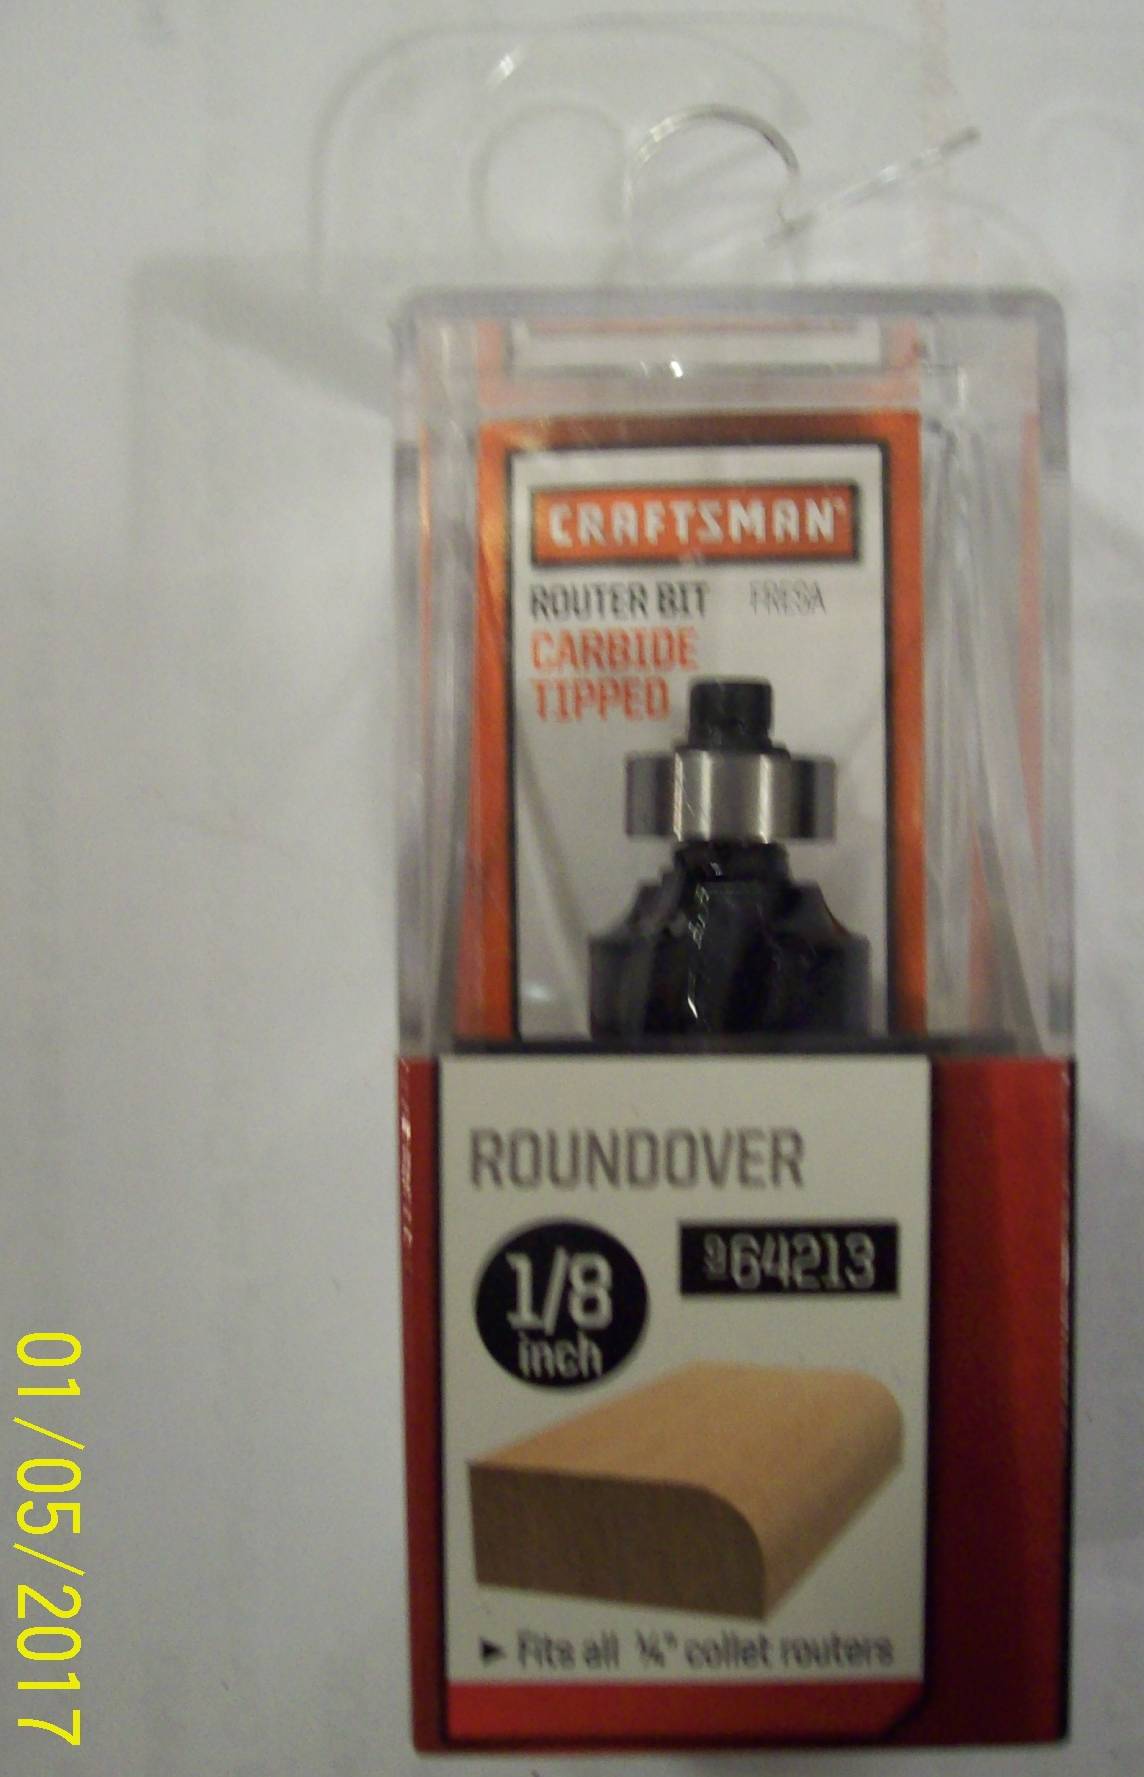 CRAFTSMAN
ROUTER BIT FRESA
CARBIDE
TIPPED
ROUNDOVER
1/8
inch
964213
► Fits all ¼" collet routers
01/05/2017